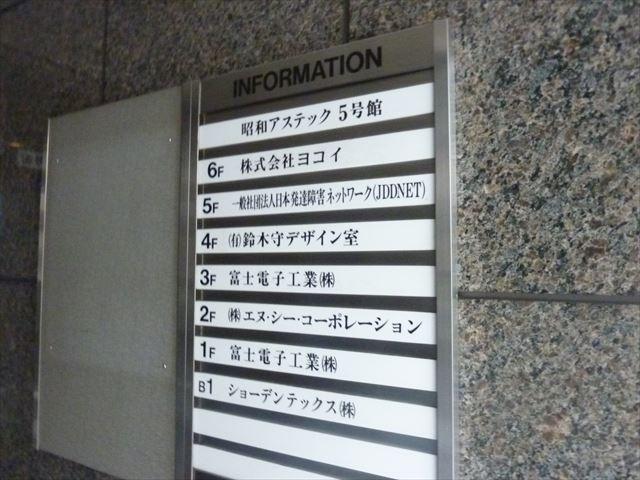 INFORMATION
昭和アステック 5号館
6F 株式会社ヨコイ
5F 一般社団法人日本発達障害ネットワーク(JDDNET)
4F (有)鈴木守デザイン室
3F 富士電子工業(株)
2F (株)エヌ・シー・コーポレーション
1F 富士電子工業(株)
B1 ショーデンテックス(株)